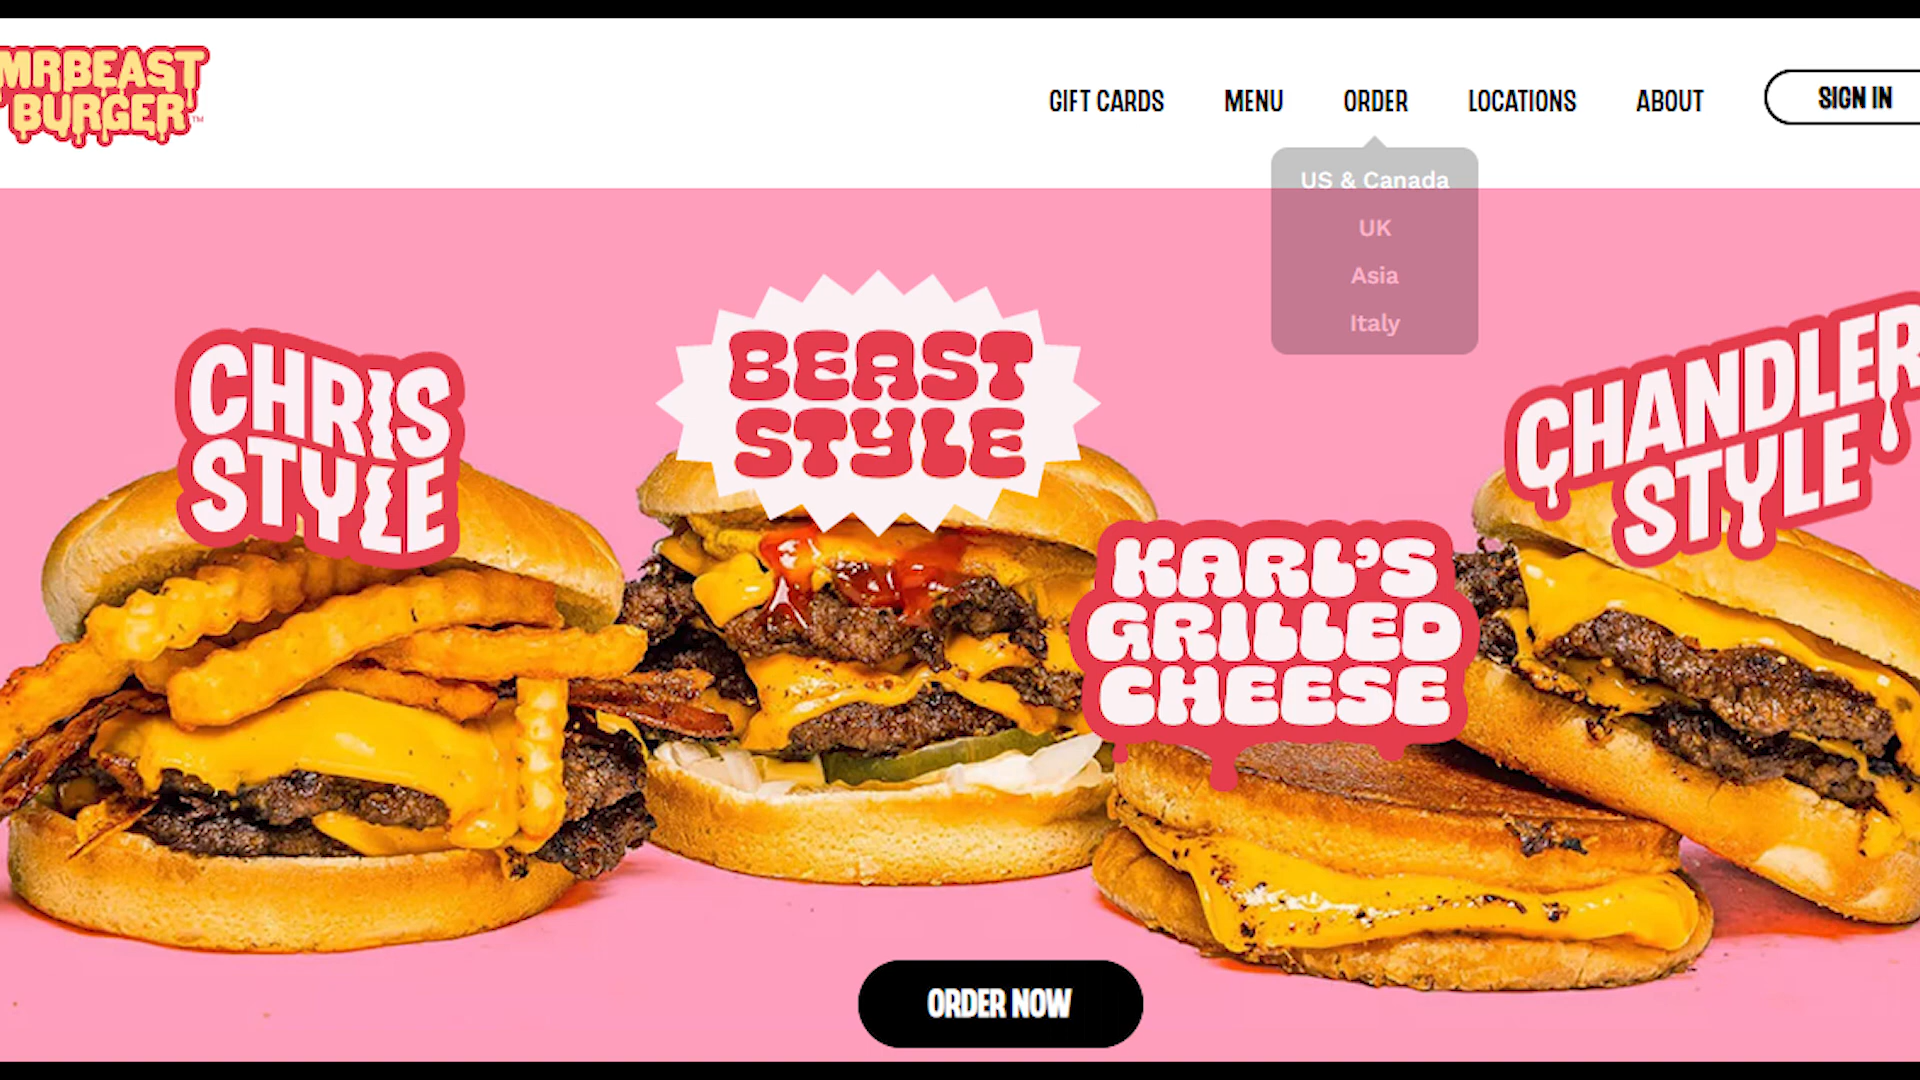 MRBEAST
BURGER™
GIFT CARDS
MENU
ORDER
LOCATIONS
ABOUT
SIGN IN
US & Canada
UK
Asia
Italy
CHRIS
STYLE
BEAST
STYLE
KARL'S
GRILLED
CHEESE
CHANDLER
STYLE
ORDER NOW